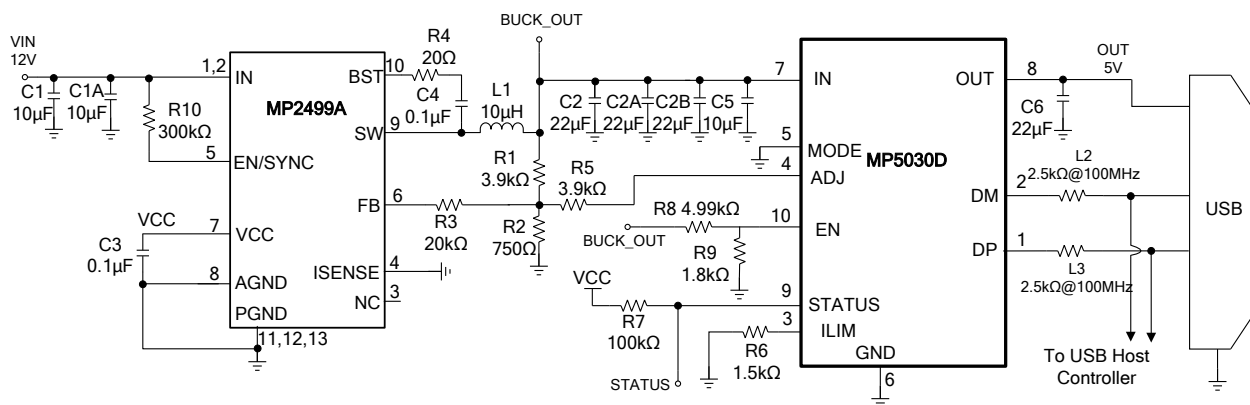 VIN
12V
C1
10µF
C1A
10µF
R10
300kΩ
1,2
IN
MP2499A
5
EN/SYNC
VCC
7
VCC
C3
0.1µF
8
AGND
PGND
11,12,13
BST
10
R4
20Ω
C4
0.1µF
SW
9
L1
10µH
FB
6
R3
20kΩ
ISENSE
4
NC
3
BUCK_OUT
R1
3.9kΩ
R2
750Ω
R5
3.9kΩ
C2
22µF
C2A
22µF
C2B
22µF
C5
10µF
7
IN
5
MODE
4
ADJ
MP5030D
R8 4.99kΩ
BUCK_OUT
R9
1.8kΩ
10
EN
VCC
R7
100kΩ
STATUS
9
STATUS
3
ILIM
R6
1.5kΩ
GND
6
OUT
8
OUT
5V
C6
22µF
DM
2
L2
2.5kΩ@100MHz
DP
1
L3
2.5kΩ@100MHz
USB
To USB Host
Controller